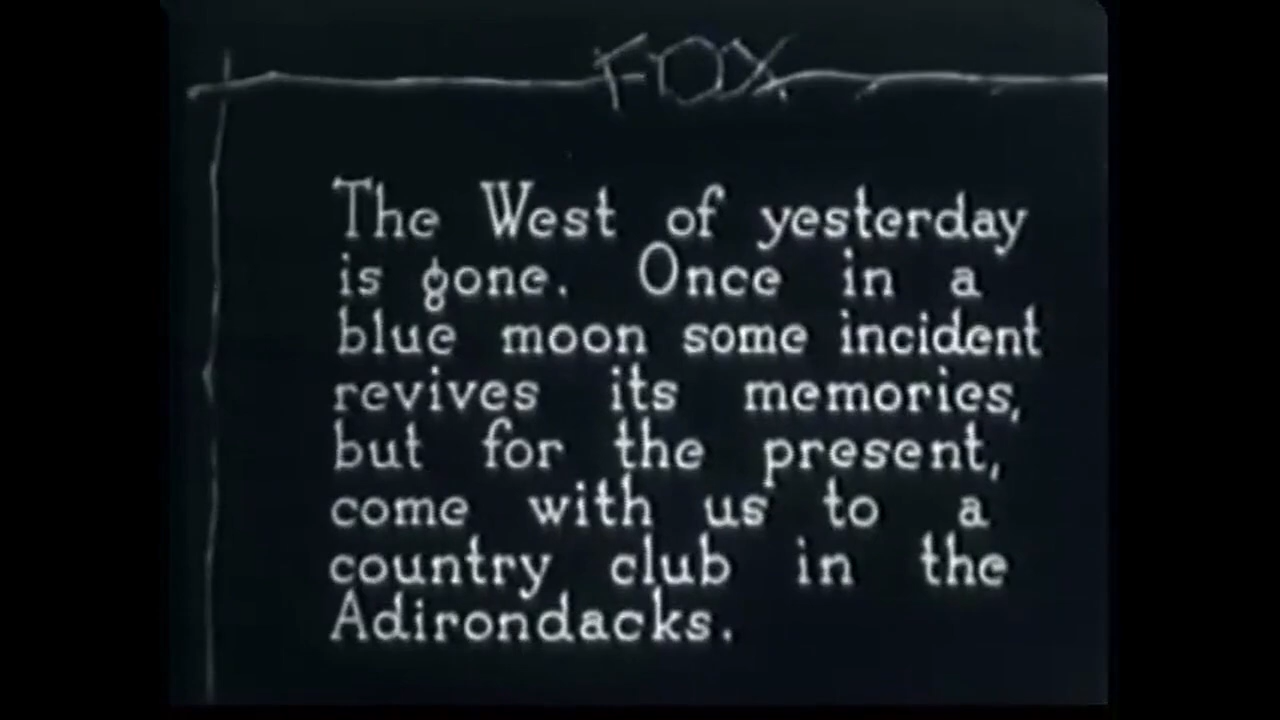 FOX
The West of yesterday
is gone. Once in a
blue moon some incident
revives its memories,
but for the present,
come with us to a
country club in the
Adirondacks.